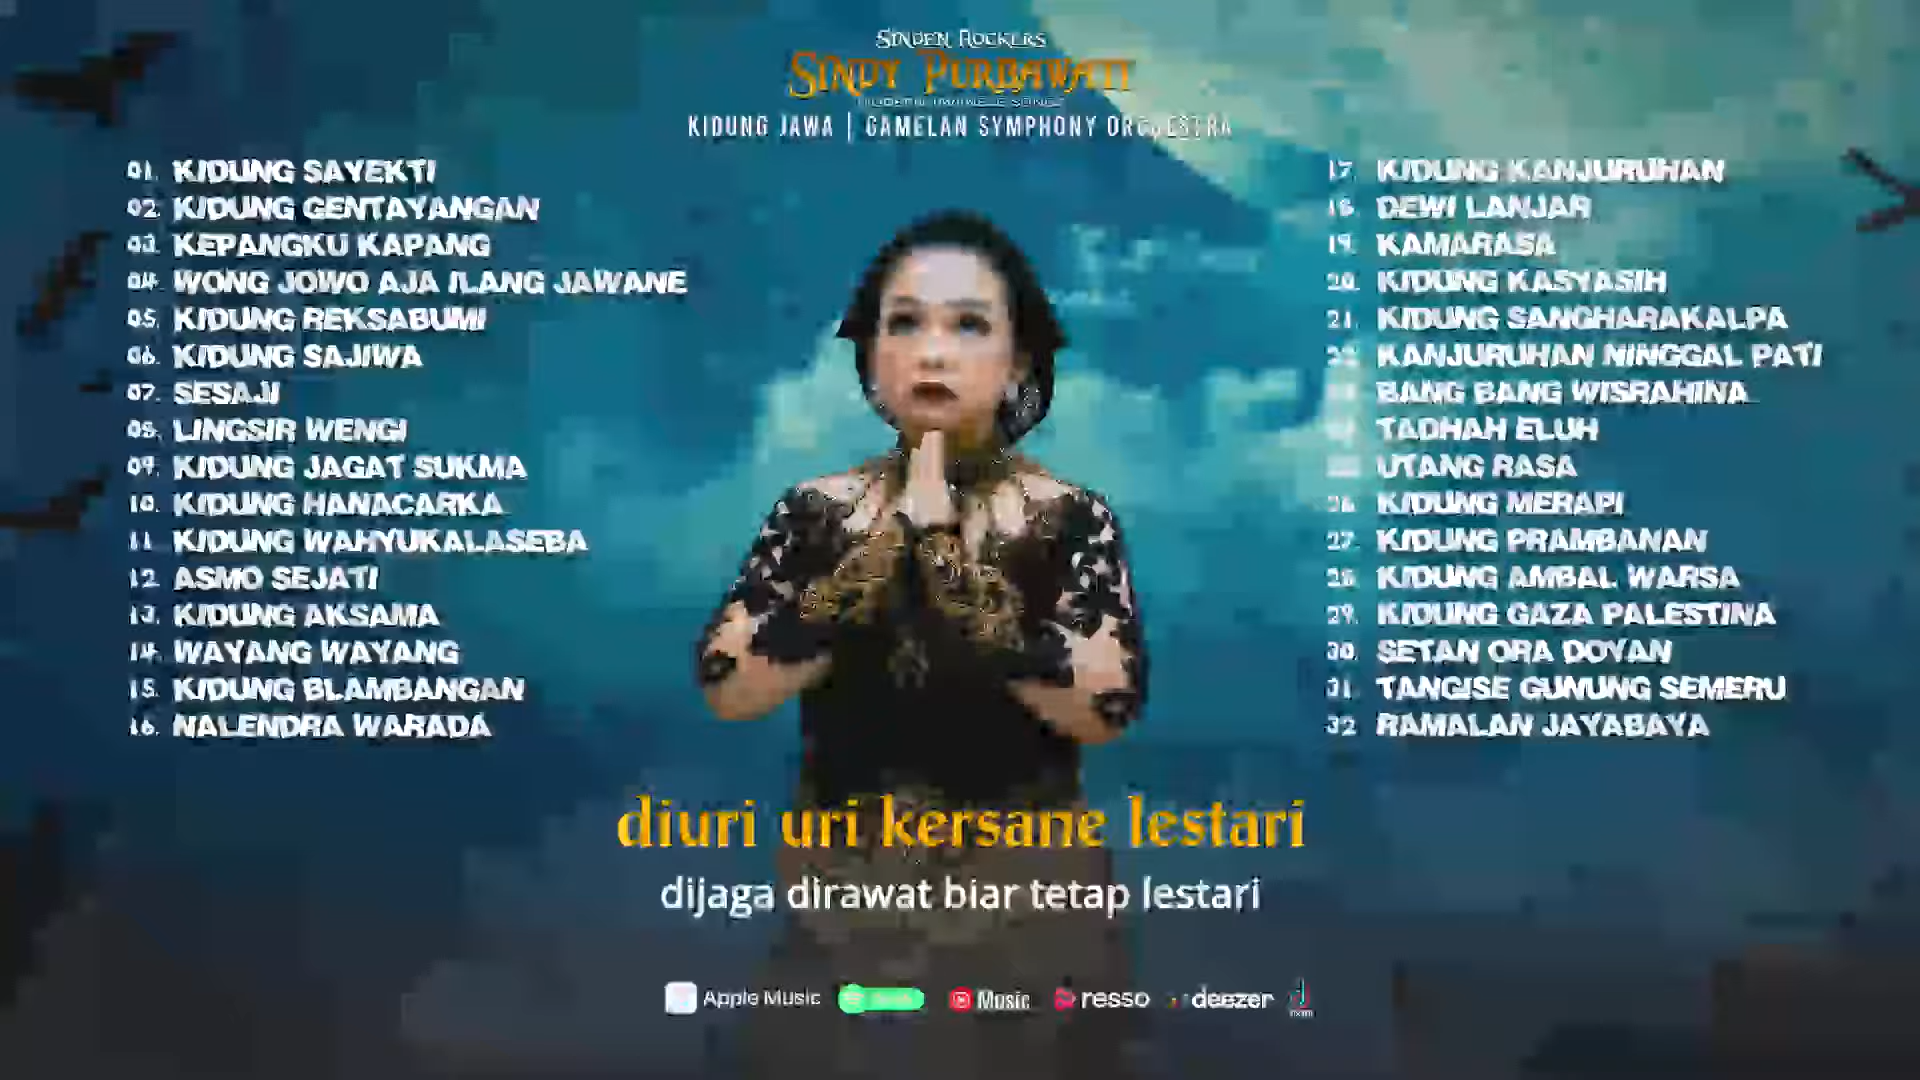 SINDEN ROCKERS
SINDY PURBAWATI
KIDUNG JAWA | GAMELAN SYMPHONY ORCHESTRA
01. KIDUNG SAYEKTI
02. KIDUNG GENTAYANGAN
03. KEPANGKU KAPANG
04. WONG JOWO AJA ILANG JAWANE
05. KIDUNG REKSABUMI
06. KIDUNG SAJIWA
07. SESAJI
08. LINGSIR WENGI
09. KIDUNG JAGAT SUKMA
10. KIDUNG HANACARKA
11. KIDUNG WAHYUKALASEBA
12. ASMO SEJATI
13. KIDUNG AKSAMA
14. WAYANG WAYANG
15. KIDUNG BLAMBANGAN
16. NALENDRA WARADA
17. KIDUNG KANJURUHAN
18. DEWI LANJAR
19. KAMARASA
20. KIDUNG KASYASIH
21. KIDUNG SANGHARAKALPA
22. KANJURUHAN NINGGAL PATI
BANG BANG WISRAHINA
TADHAH ELUH
UTANG RASA
26. KIDUNG MERAPI
27. KIDUNG PRAMBANAN
28. KIDUNG AMBAL WARSA
29. KIDUNG GAZA PALESTINA
30. SETAN ORA DOYAN
31. TANGISE GUNUNG SEMERU
32. RAMALAN JAYABAYA
diuri uri kersane lestari
dijaga dirawat biar tetap lestari
Apple Music
Music
resso
deezer